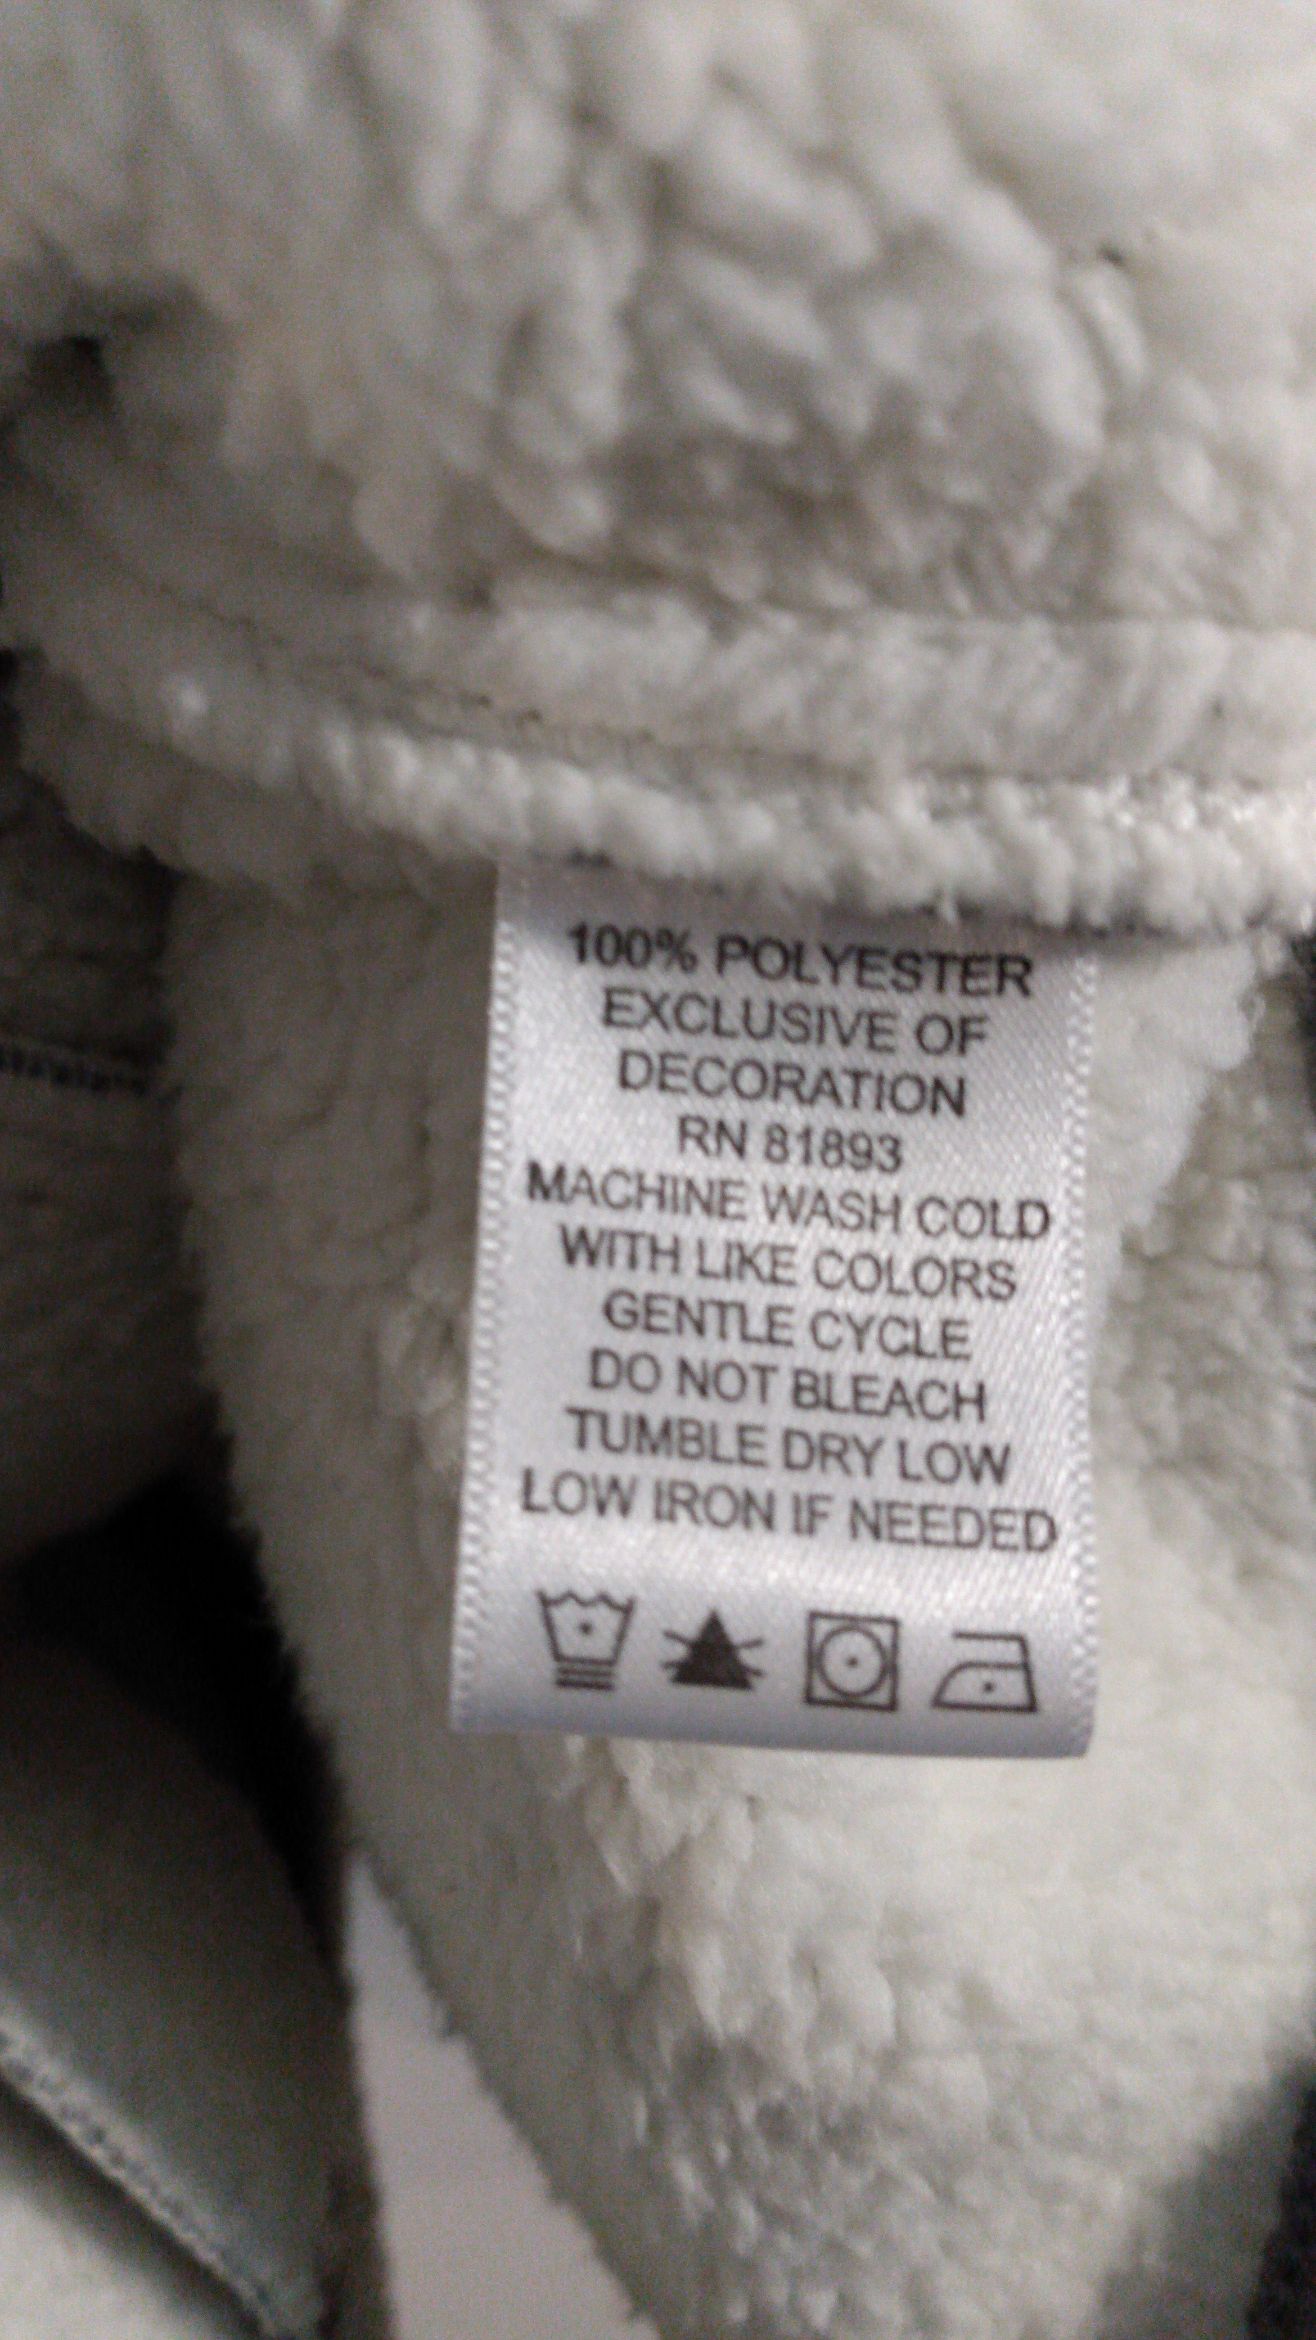 100% POLYESTER
EXCLUSIVE OF
DECORATION
RN 81893
MACHINE WASH COLD
WITH LIKE COLORS
GENTLE CYCLE
DO NOT BLEACH
TUMBLE DRY LOW
LOW IRON IF NEEDED